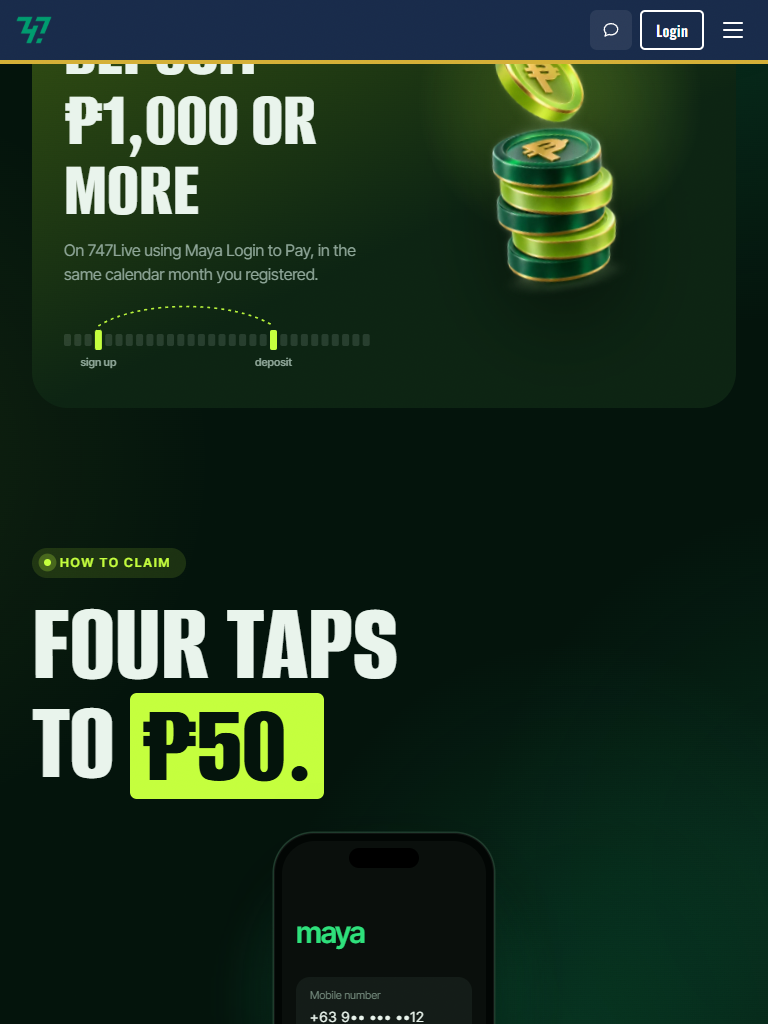 747
Login
DEPOSIT
₱1,000 OR
MORE
On 747Live using Maya Login to Pay, in the
same calendar month you registered.
sign up
deposit
HOW TO CLAIM
FOUR TAPS
TO ₱50.
maya
Mobile number
+63 9•• ••• ••12